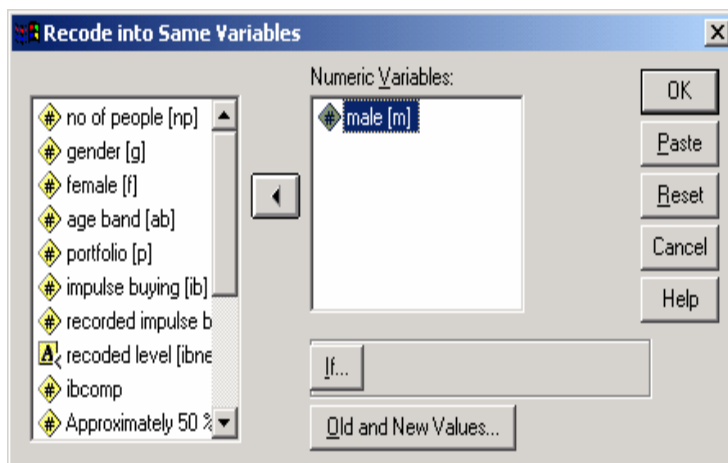 Recode into Same Variables
no of people [np]
gender [g]
female [f]
age band [ab]
portfolio [p]
impulse buying [ib]
recorded impulse b
recoded level [ibne
ibcomp
Approximately 50 %
Numeric Variables:
male [m]
If...
Old and New Values...
OK
Paste
Reset
Cancel
Help